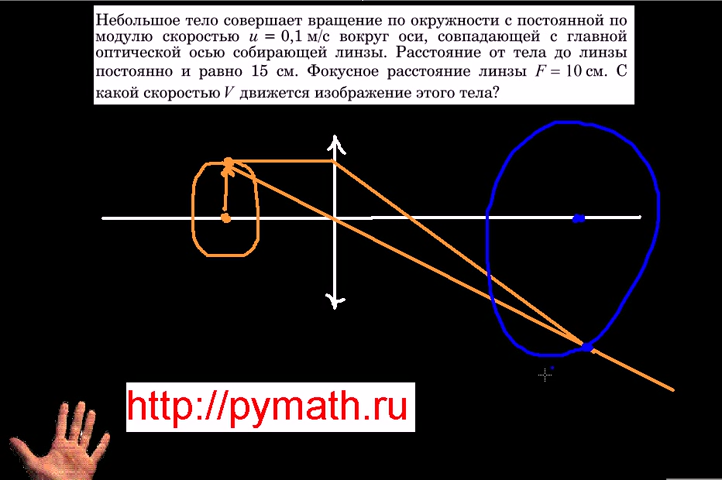 Небольшое тело совершает вращение по окружности с постоянной по
модулю скоростью u = 0,1 м/с вокруг оси, совпадающей с главной
оптической осью собирающей линзы. Расстояние от тела до линзы
постоянно и равно 15 см. Фокусное расстояние линзы F = 10 см. С
какой скоростью V движется изображение этого тела?
http://pymath.ru